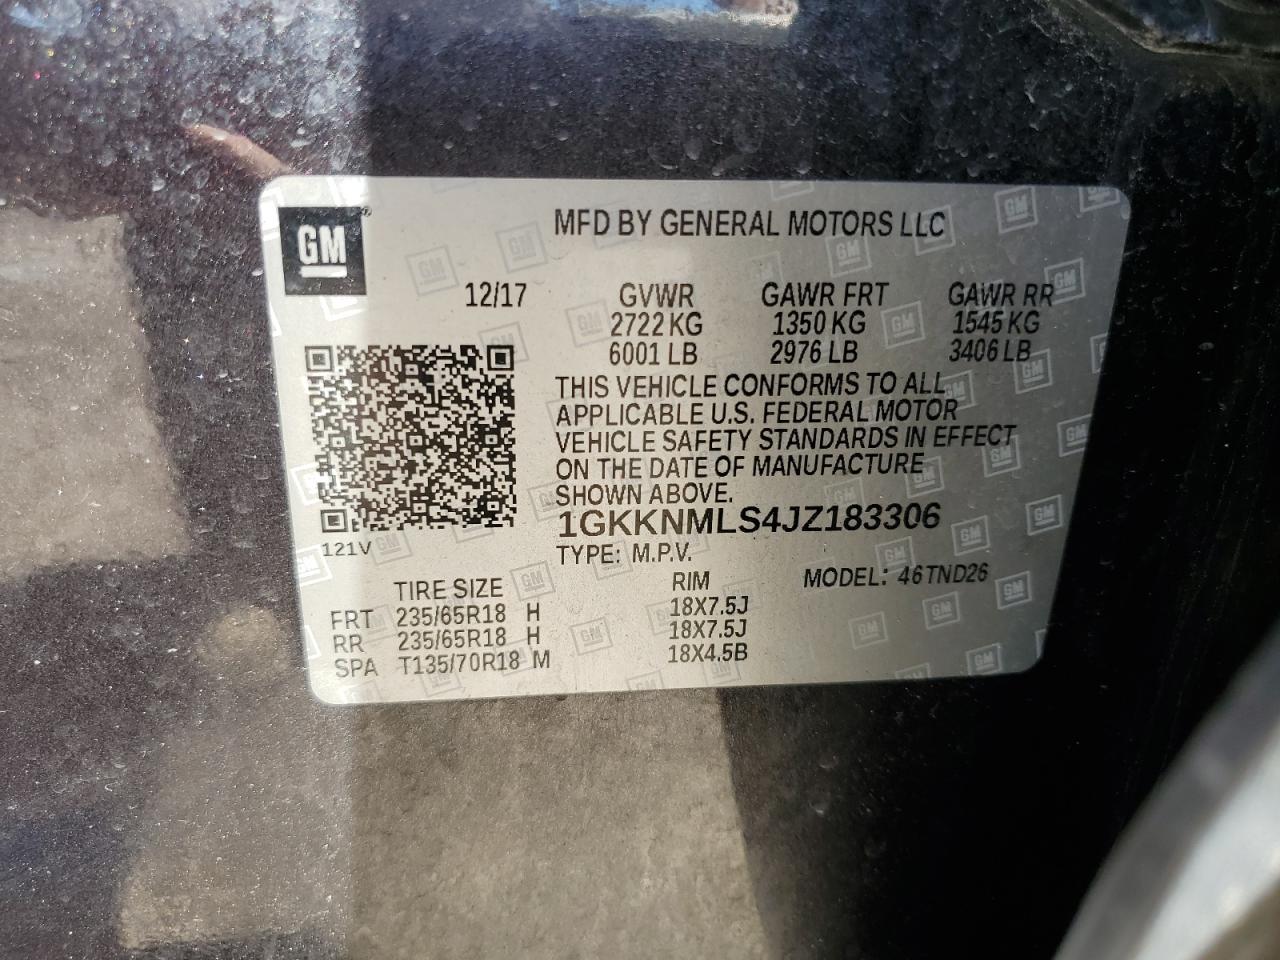 GM
MFD BY GENERAL MOTORS LLC
12/17 GVWR GAWR FRT GAWR RR
2722 KG 1350 KG 1545 KG
6001 LB 2976 LB 3406 LB
THIS VEHICLE CONFORMS TO ALL
APPLICABLE U.S. FEDERAL MOTOR
VEHICLE SAFETY STANDARDS IN EFFECT
ON THE DATE OF MANUFACTURE
SHOWN ABOVE.
1GKKNMLS4JZ183306
121V
TYPE: M.P.V.
TIRE SIZE RIM MODEL: 46TND26
FRT 235/65R18 H 18X7.5J
RR 235/65R18 H 18X7.5J
SPA T135/70R18 M 18X4.5B